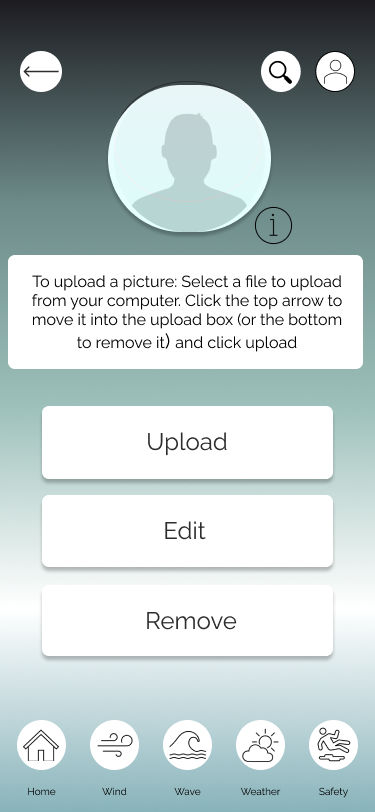 i
To upload a picture: Select a file to upload
from your computer. Click the top arrow to
move it into the upload box (or the bottom
to remove it) and click upload
Upload
Edit
Remove
Home Wind Wave Weather Safety